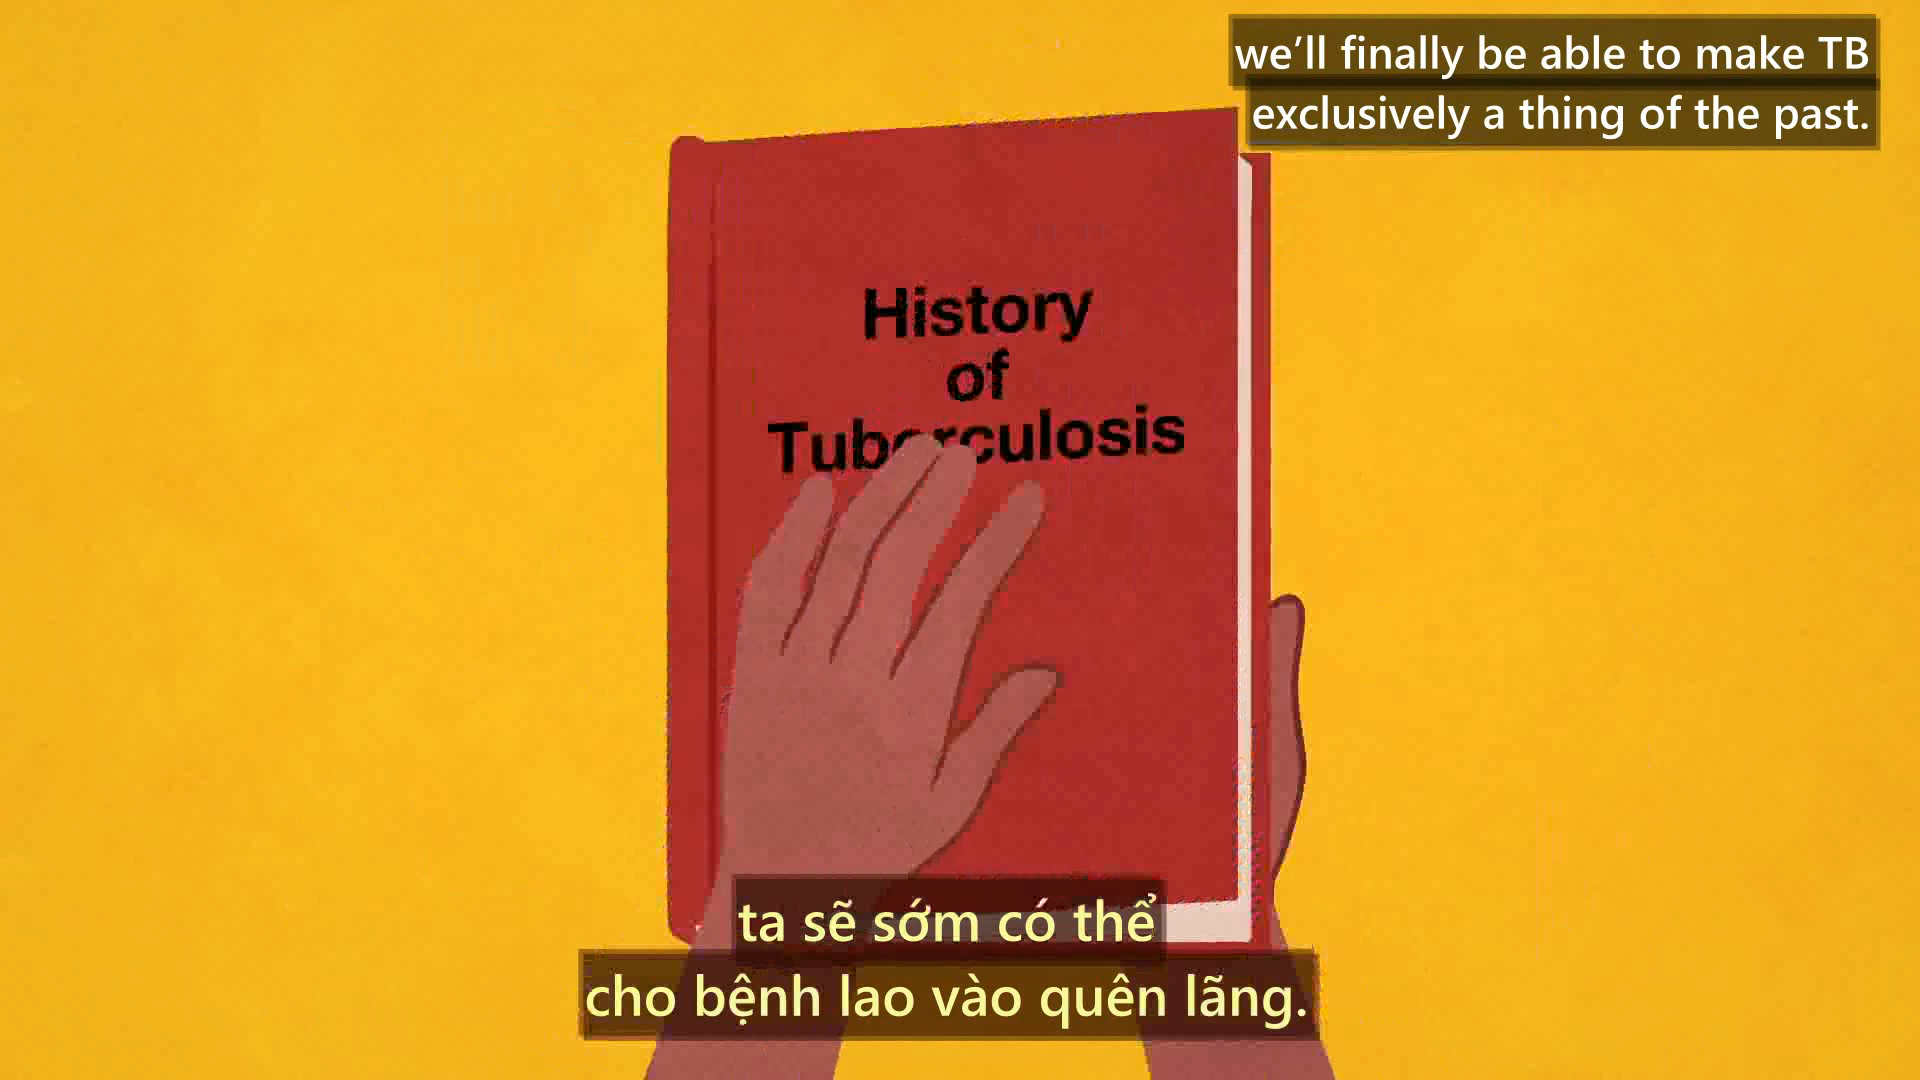 we’ll finally be able to make TB
exclusively a thing of the past.
History
of
Tuberculosis
ta sẽ sớm có thể
cho bệnh lao vào quên lãng.